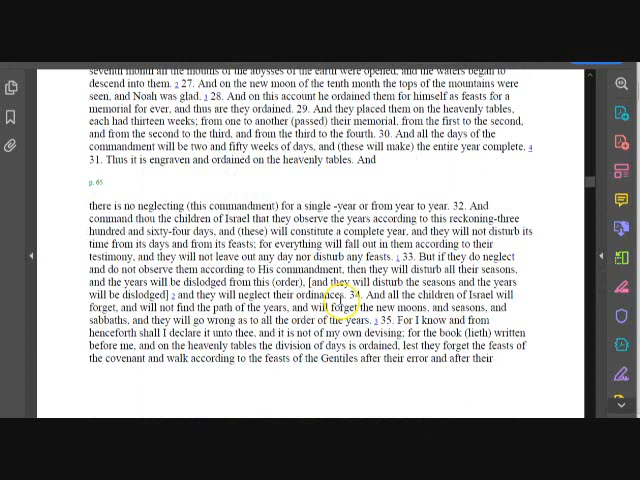 seventh month all the mouths of the abysses of the earth were opened, and the waters began to
descend into them. 2 27. And on the new moon of the tenth month the tops of the mountains were
seen, and Noah was glad. 3 28. And on this account he ordained them for himself as feasts for a
memorial for ever, and thus are they ordained. 29. And they placed them on the heavenly tables,
each had thirteen weeks; from one to another (passed) their memorial, from the first to the second,
and from the second to the third, and from the third to the fourth. 30. And all the days of the
commandment will be two and fifty weeks of days, and (these will make) the entire year complete. 4
31. Thus it is engraven and ordained on the heavenly tables. And
p. 65
there is no neglecting (this commandment) for a single -year or from year to year. 32. And
command thou the children of Israel that they observe the years according to this reckoning-three
hundred and sixty-four days, and (these) will constitute a complete year, and they will not disturb its
time from its days and from its feasts; for everything will fall out in them according to their
testimony, and they will not leave out any day nor disturb any feasts. 1 33. But if they do neglect
and do not observe them according to His commandment, then they will disturb all their seasons,
and the years will be dislodged from this (order), [and they will disturb the seasons and the years
will be dislodged] 2 and they will neglect their ordinances. 34. And all the children of Israel will
forget, and will not find the path of the years, and will forget the new moons, and seasons, and
sabbaths, and they will go wrong as to all the order of the years. 3 35. For I know and from
henceforth shall I declare it unto thee, and it is not of my own devising; for the book (lieth) written
before me, and on the heavenly tables the division of days is ordained, lest they forget the feasts of
the covenant and walk according to the feasts of the Gentiles after their error and after their